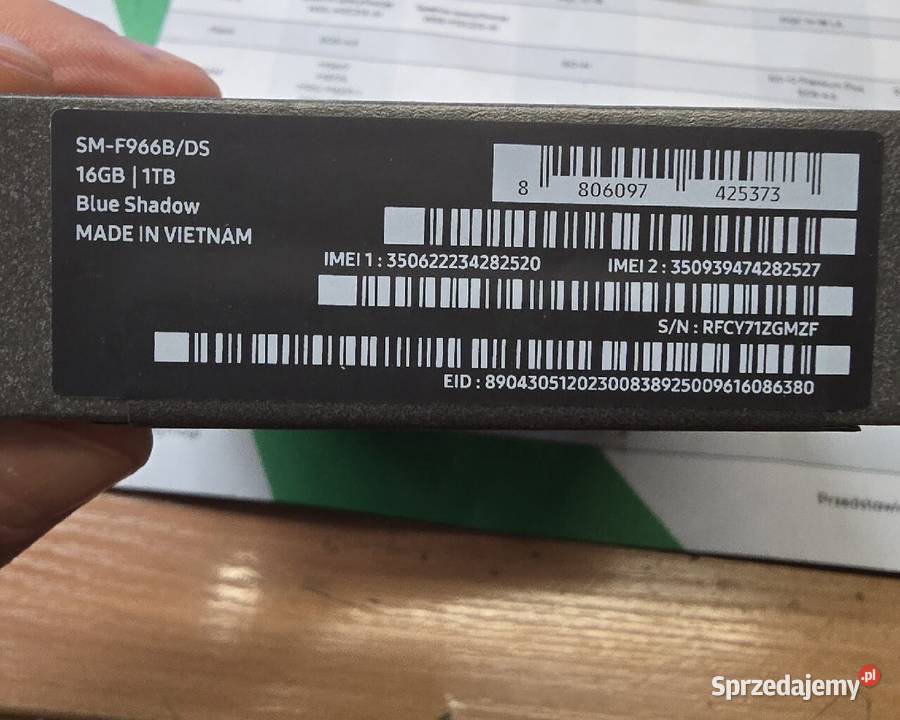 SM-F966B/DS
16GB | 1TB
Blue Shadow
MADE IN VIETNAM
8 806097 425373
IMEI 1 : 350622234282520 IMEI 2 : 350939474282527
S/N : RFCY71ZGMZF
EID : 89043051202300838925009616086380
Sprzedajemy.pl